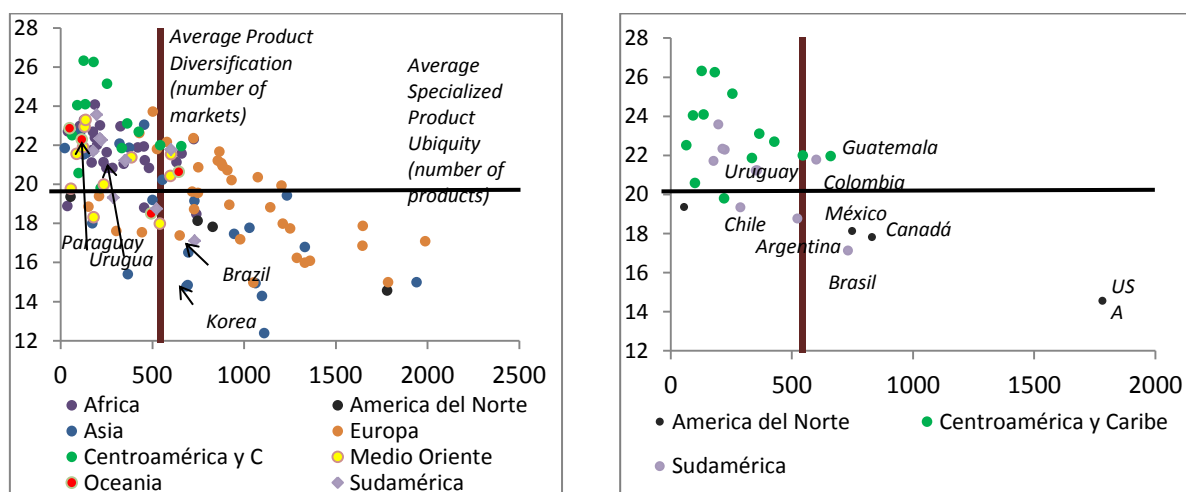 28
26
24
22
20
18
16
14
12
0
500
1000
1500
2000
2500
Average Product
Diversification
(number of
markets)
Average
Specialized
Product
Ubiquity
(number of
products)
Paraguay
Urugua
Brazil
Korea
Africa
America del Norte
Asia
Europa
Centroamérica y C
Medio Oriente
Oceania
Sudamérica
28
26
24
22
20
18
16
14
12
0
500
1000
1500
2000
Guatemala
Uruguay
Colombia
Chile
México
Canadá
Argentina
Brasil
US
A
America del Norte
Centroamérica y Caribe
Sudamérica